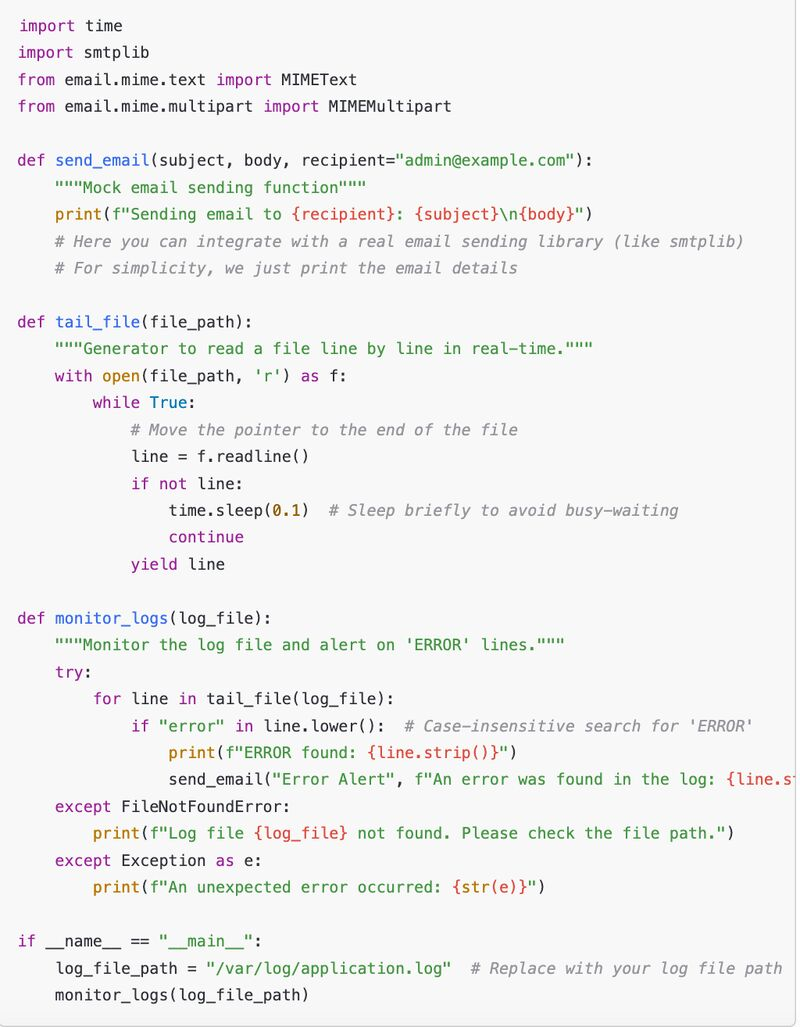 import time
import smtplib
from email.mime.text import MIMEText
from email.mime.multipart import MIMEMultipart

def send_email(subject, body, recipient="admin@example.com"):
    """Mock email sending function"""
    print(f"Sending email to {recipient}: {subject}\n{body}")
    # Here you can integrate with a real email sending library (like smtplib)
    # For simplicity, we just print the email details

def tail_file(file_path):
    """Generator to read a file line by line in real-time."""
    with open(file_path, 'r') as f:
        while True:
            # Move the pointer to the end of the file
            line = f.readline()
            if not line:
                time.sleep(0.1)  # Sleep briefly to avoid busy-waiting
                continue
            yield line

def monitor_logs(log_file):
    """Monitor the log file and alert on 'ERROR' lines."""
    try:
        for line in tail_file(log_file):
            if "error" in line.lower():  # Case-insensitive search for 'ERROR'
                print(f"ERROR found: {line.strip()}")
                send_email("Error Alert", f"An error was found in the log: {line.s
    except FileNotFoundError:
        print(f"Log file {log_file} not found. Please check the file path.")
    except Exception as e:
        print(f"An unexpected error occurred: {str(e)}")

if __name__ == "__main__":
    log_file_path = "/var/log/application.log"  # Replace with your log file path
    monitor_logs(log_file_path)